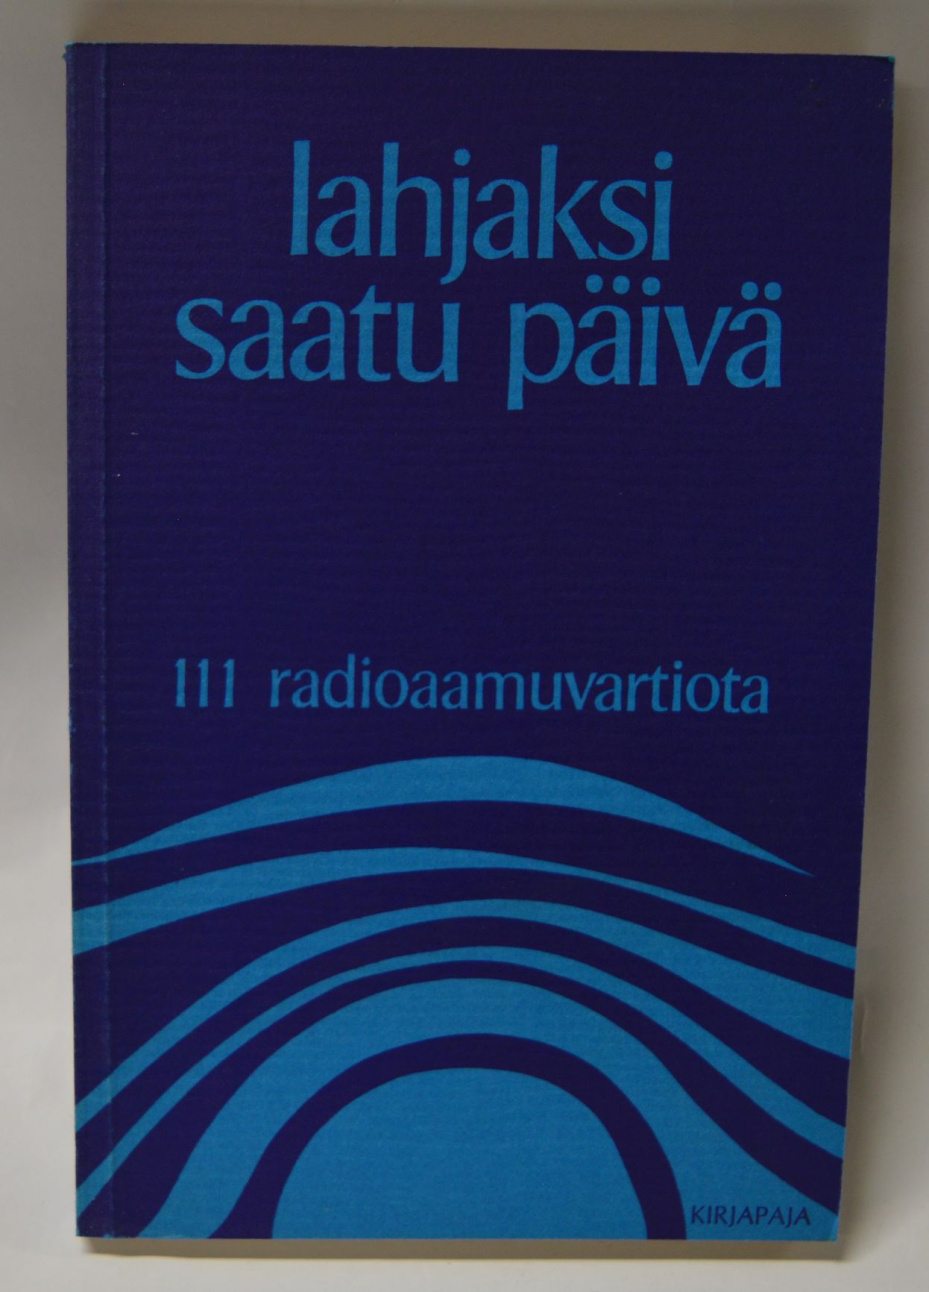 lahjaksi
saatu päivä
111 radioaamuvartiota
KIRJAPAJA